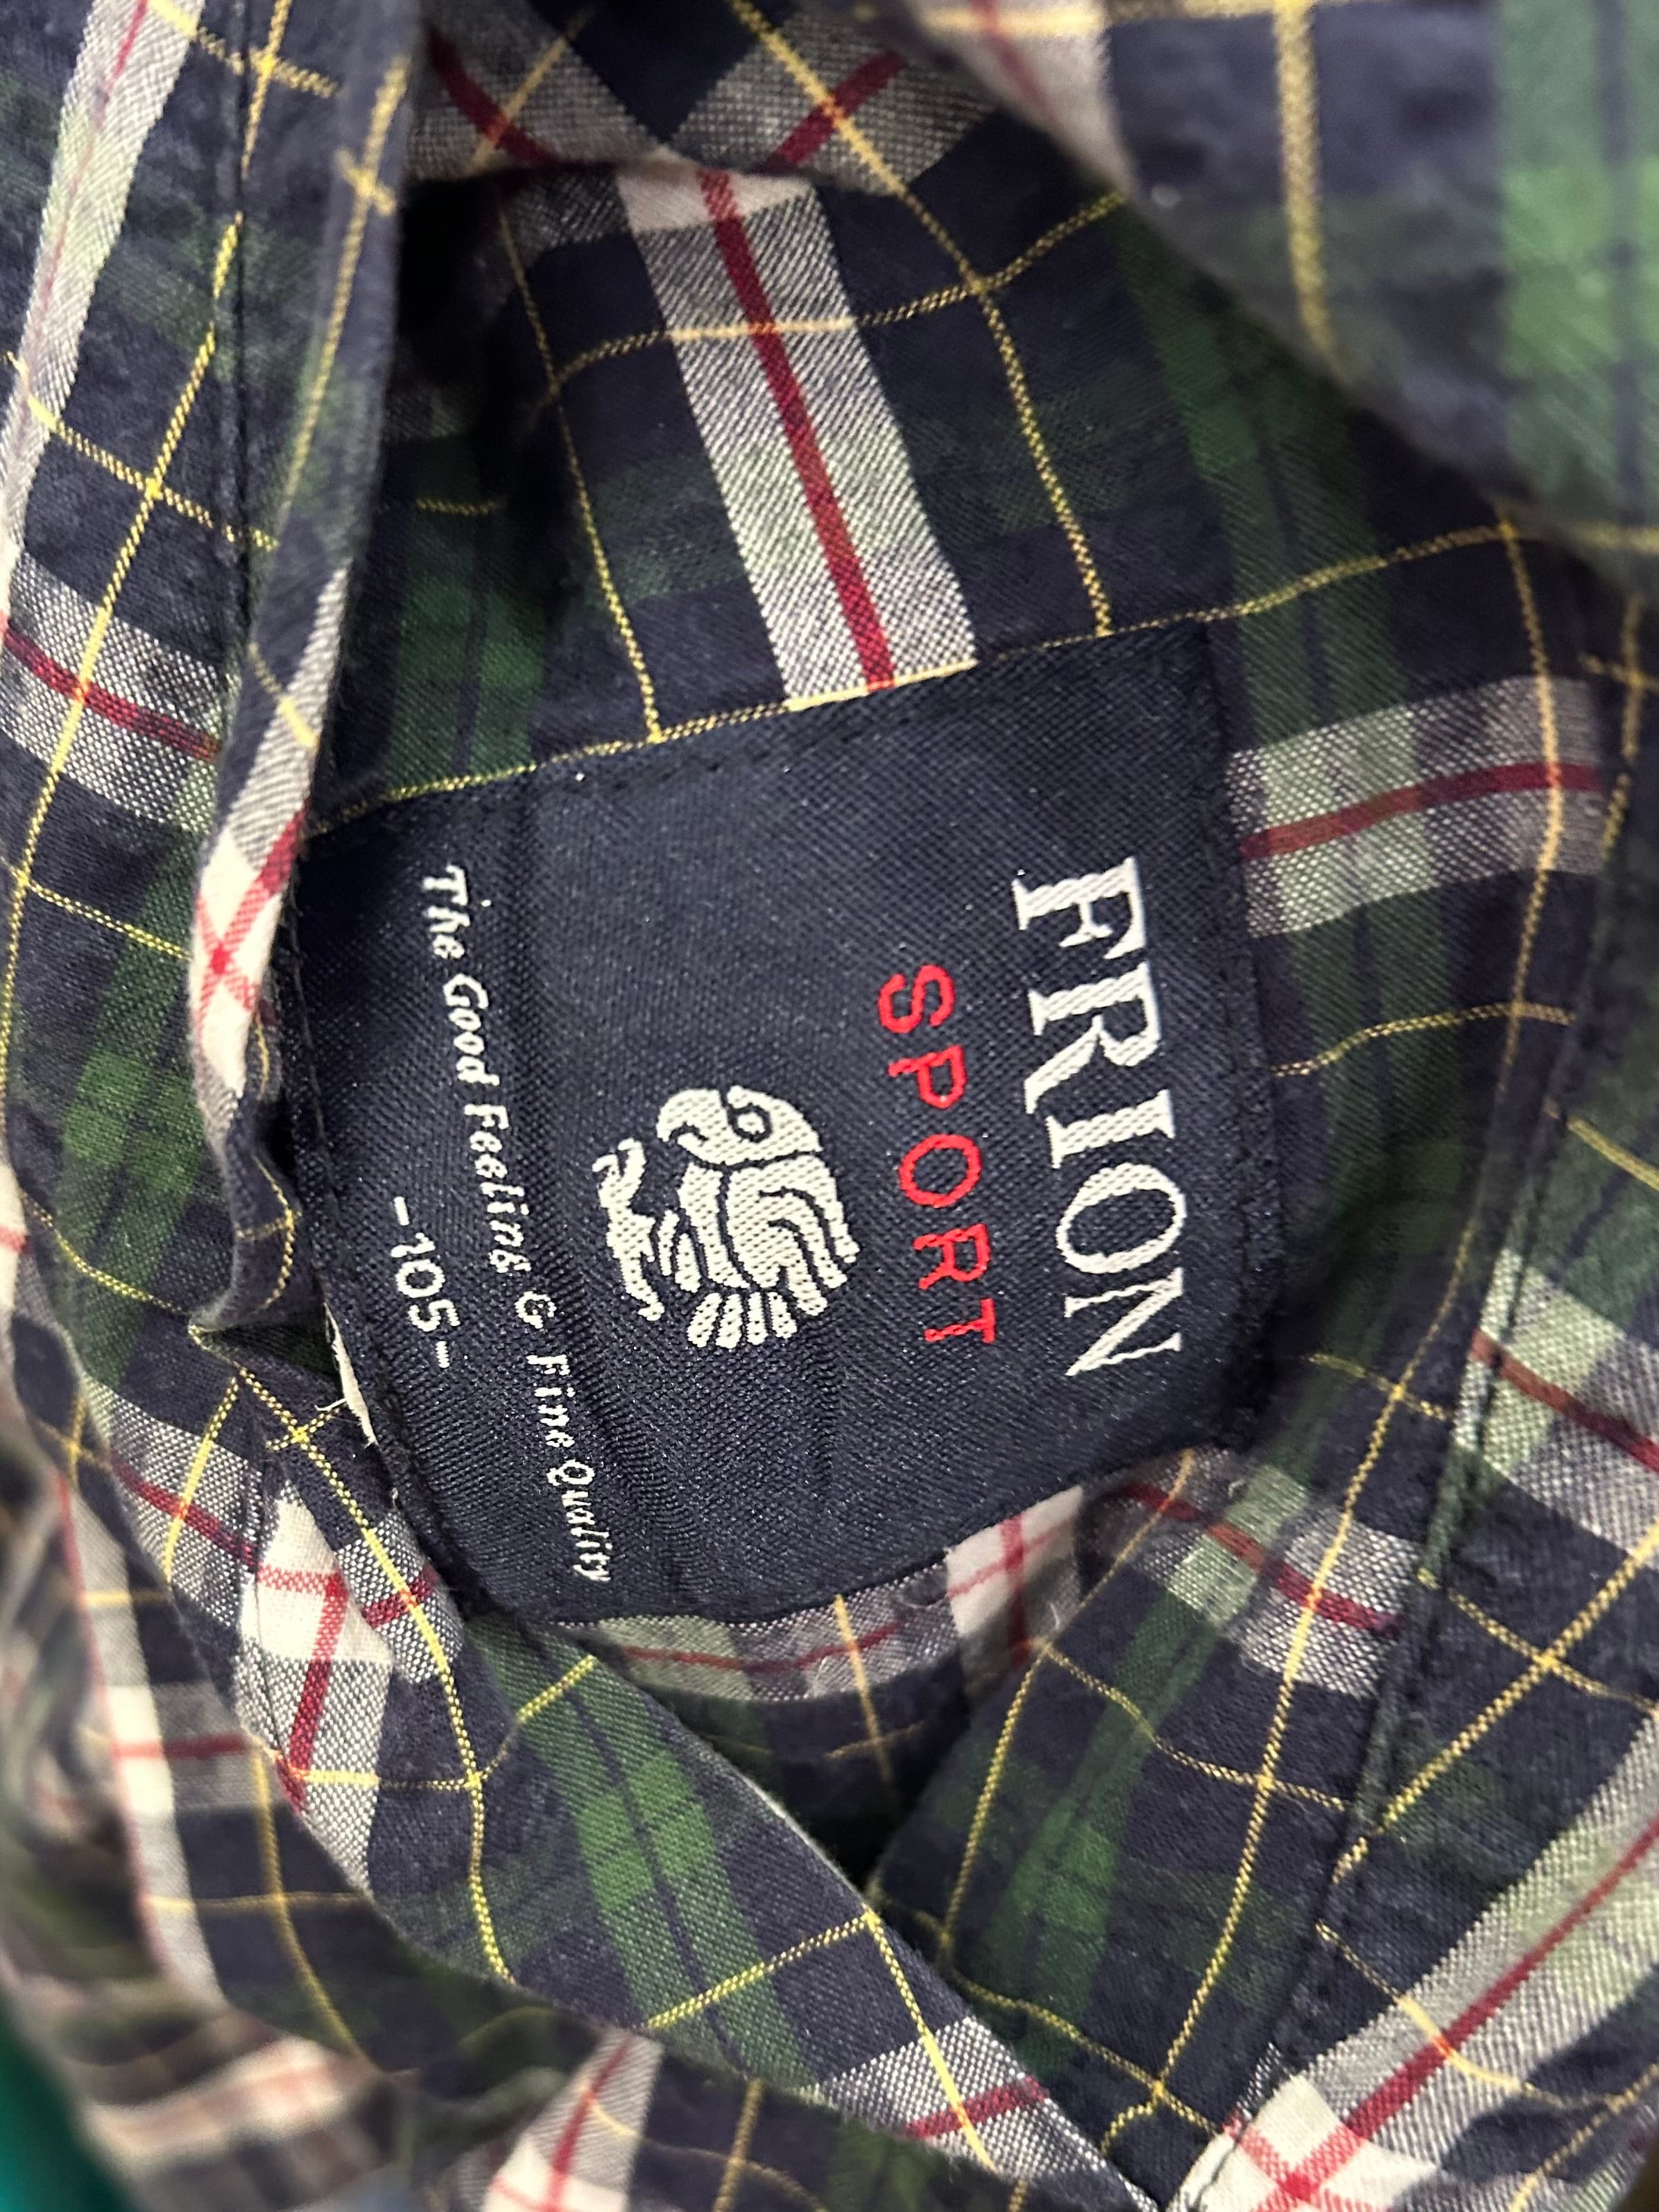 FRION
SPORT
The Good Feeling & Fine Quality
-105-